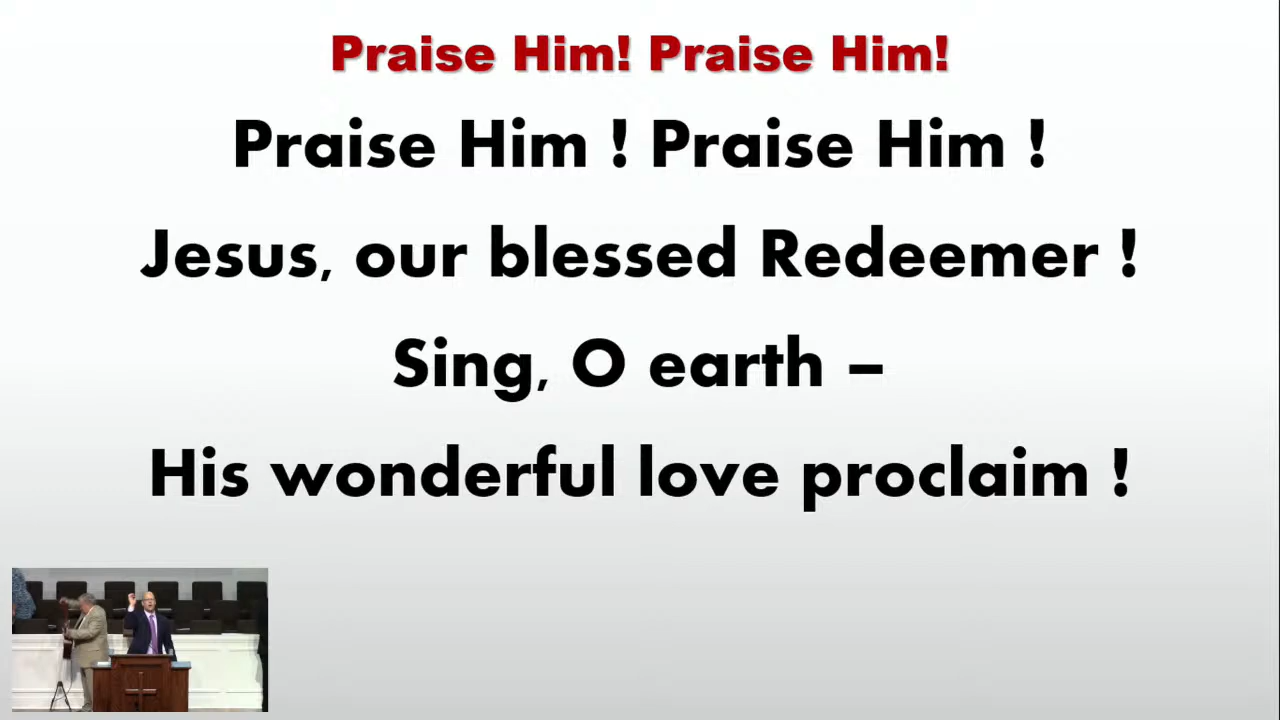 Praise Him! Praise Him!
Praise Him ! Praise Him !
Jesus, our blessed Redeemer !
Sing, O earth –
His wonderful love proclaim !